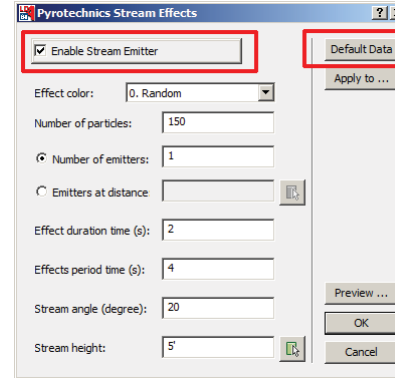 Pyrotechnics Stream Effects
Enable Stream Emitter
Default Data
Apply to ...
Effect color: 0. Random
Number of particles: 150
Number of emitters: 1
Emitters at distance
Effect duration time (s): 2
Effects period time (s): 4
Stream angle (degree): 20
Preview ...
OK
Stream height: 5'
Cancel